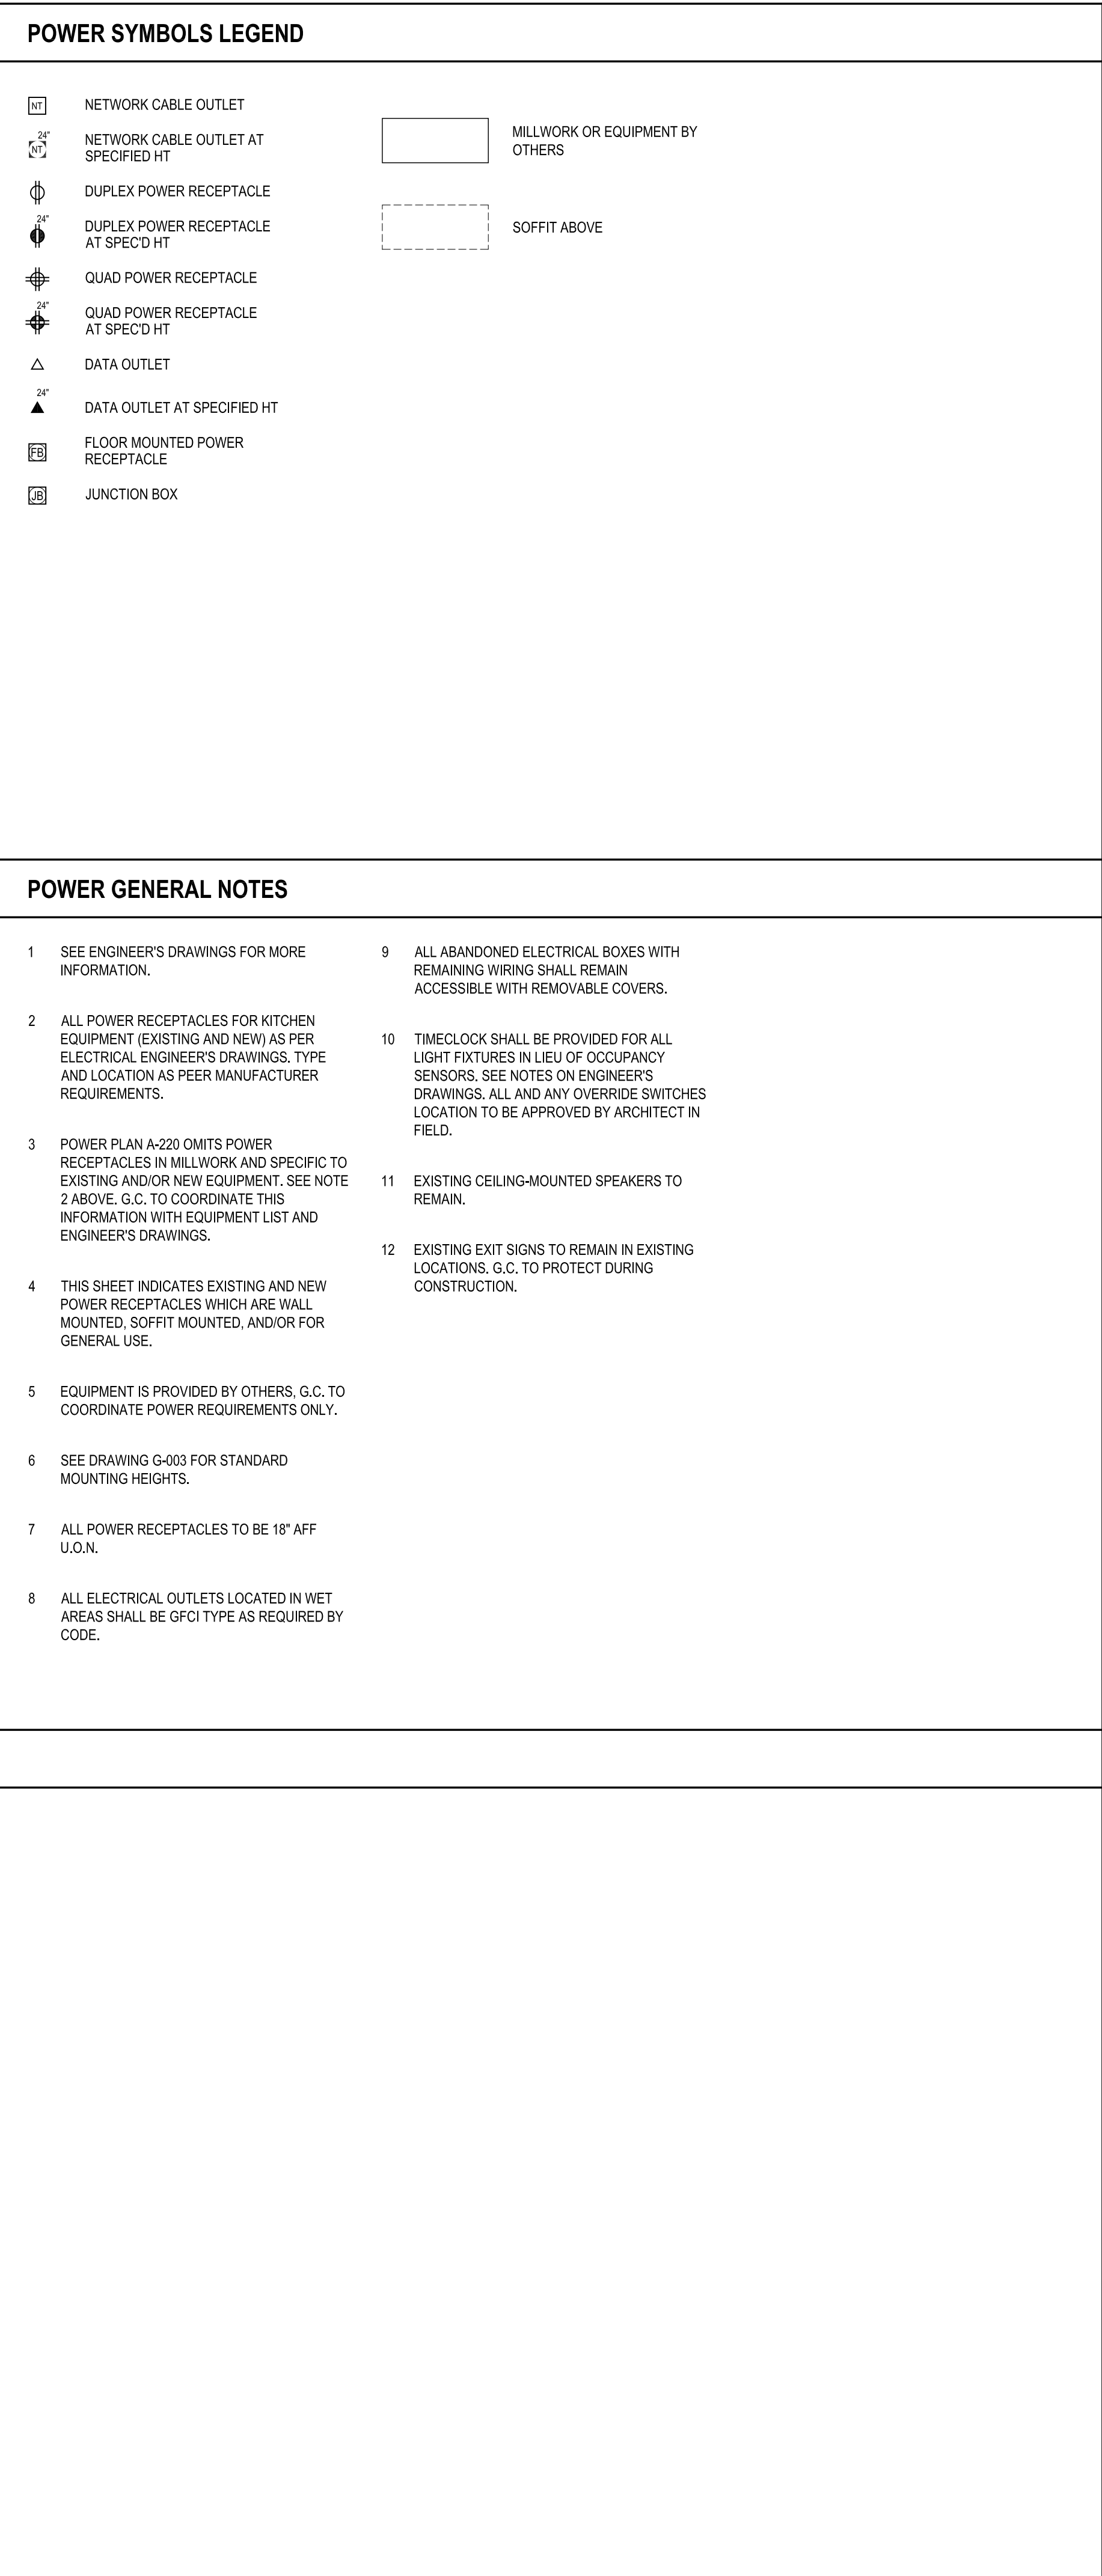 POWER SYMBOLS LEGEND
NT
NETWORK CABLE OUTLET
24"
NT
NETWORK CABLE OUTLET AT
SPECIFIED HT
DUPLEX POWER RECEPTACLE
24"
DUPLEX POWER RECEPTACLE
AT SPEC'D HT
QUAD POWER RECEPTACLE
24"
QUAD POWER RECEPTACLE
AT SPEC'D HT
DATA OUTLET
24"
DATA OUTLET AT SPECIFIED HT
FB
FLOOR MOUNTED POWER
RECEPTACLE
JB
JUNCTION BOX
MILLWORK OR EQUIPMENT BY
OTHERS
SOFFIT ABOVE
POWER GENERAL NOTES
1 SEE ENGINEER'S DRAWINGS FOR MORE
INFORMATION.
2 ALL POWER RECEPTACLES FOR KITCHEN
EQUIPMENT (EXISTING AND NEW) AS PER
ELECTRICAL ENGINEER'S DRAWINGS. TYPE
AND LOCATION AS PEER MANUFACTURER
REQUIREMENTS.
3 POWER PLAN A-220 OMITS POWER
RECEPTACLES IN MILLWORK AND SPECIFIC TO
EXISTING AND/OR NEW EQUIPMENT. SEE NOTE
2 ABOVE. G.C. TO COORDINATE THIS
INFORMATION WITH EQUIPMENT LIST AND
ENGINEER'S DRAWINGS.
4 THIS SHEET INDICATES EXISTING AND NEW
POWER RECEPTACLES WHICH ARE WALL
MOUNTED, SOFFIT MOUNTED, AND/OR FOR
GENERAL USE.
5 EQUIPMENT IS PROVIDED BY OTHERS, G.C. TO
COORDINATE POWER REQUIREMENTS ONLY.
6 SEE DRAWING G-003 FOR STANDARD
MOUNTING HEIGHTS.
7 ALL POWER RECEPTACLES TO BE 18" AFF
U.O.N.
8 ALL ELECTRICAL OUTLETS LOCATED IN WET
AREAS SHALL BE GFCI TYPE AS REQUIRED BY
CODE.
9 ALL ABANDONED ELECTRICAL BOXES WITH
REMAINING WIRING SHALL REMAIN
ACCESSIBLE WITH REMOVABLE COVERS.
10 TIMECLOCK SHALL BE PROVIDED FOR ALL
LIGHT FIXTURES IN LIEU OF OCCUPANCY
SENSORS. SEE NOTES ON ENGINEER'S
DRAWINGS. ALL AND ANY OVERRIDE SWITCHES
LOCATION TO BE APPROVED BY ARCHITECT IN
FIELD.
11 EXISTING CEILING-MOUNTED SPEAKERS TO
REMAIN.
12 EXISTING EXIT SIGNS TO REMAIN IN EXISTING
LOCATIONS. G.C. TO PROTECT DURING
CONSTRUCTION.